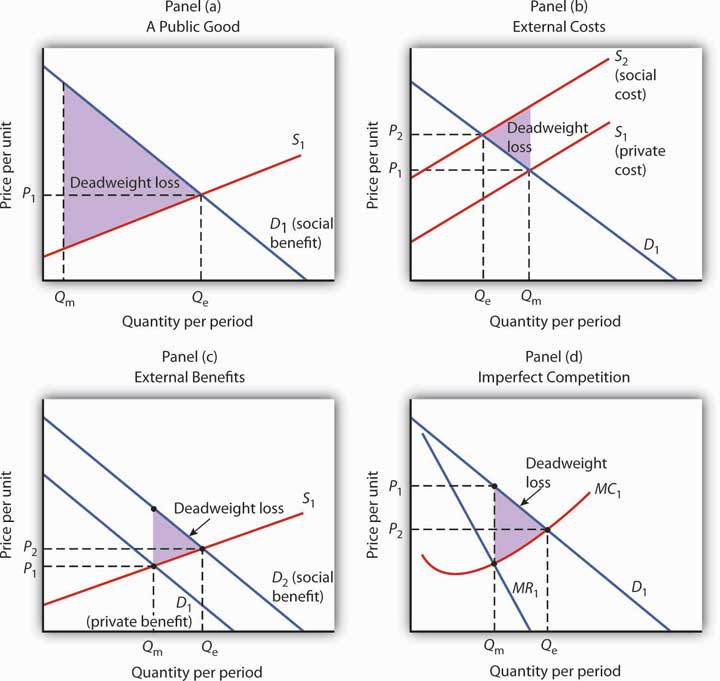 Panel (a)
A Public Good
Price per unit
P1
Deadweight loss
S1
D1 (social
benefit)
Qm
Qe
Quantity per period
Panel (b)
External Costs
Price per unit
P2
P1
Deadweight
loss
S2
(social
cost)
S1
(private
cost)
D1
Qe
Qm
Quantity per period
Panel (c)
External Benefits
Price per unit
P2
P1
Deadweight loss
S1
D2 (social
benefit)
D1
(private benefit)
Qm
Qe
Quantity per period
Panel (d)
Imperfect Competition
Price per unit
P1
P2
Deadweight
loss
MC1
MR1
D1
Qm
Qe
Quantity per period